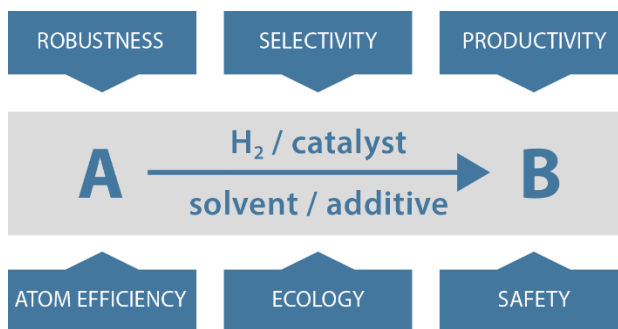 ROBUSTNESS
SELECTIVITY
PRODUCTIVITY
H₂ / catalyst
A
B
solvent / additive
ATOM EFFICIENCY
ECOLOGY
SAFETY